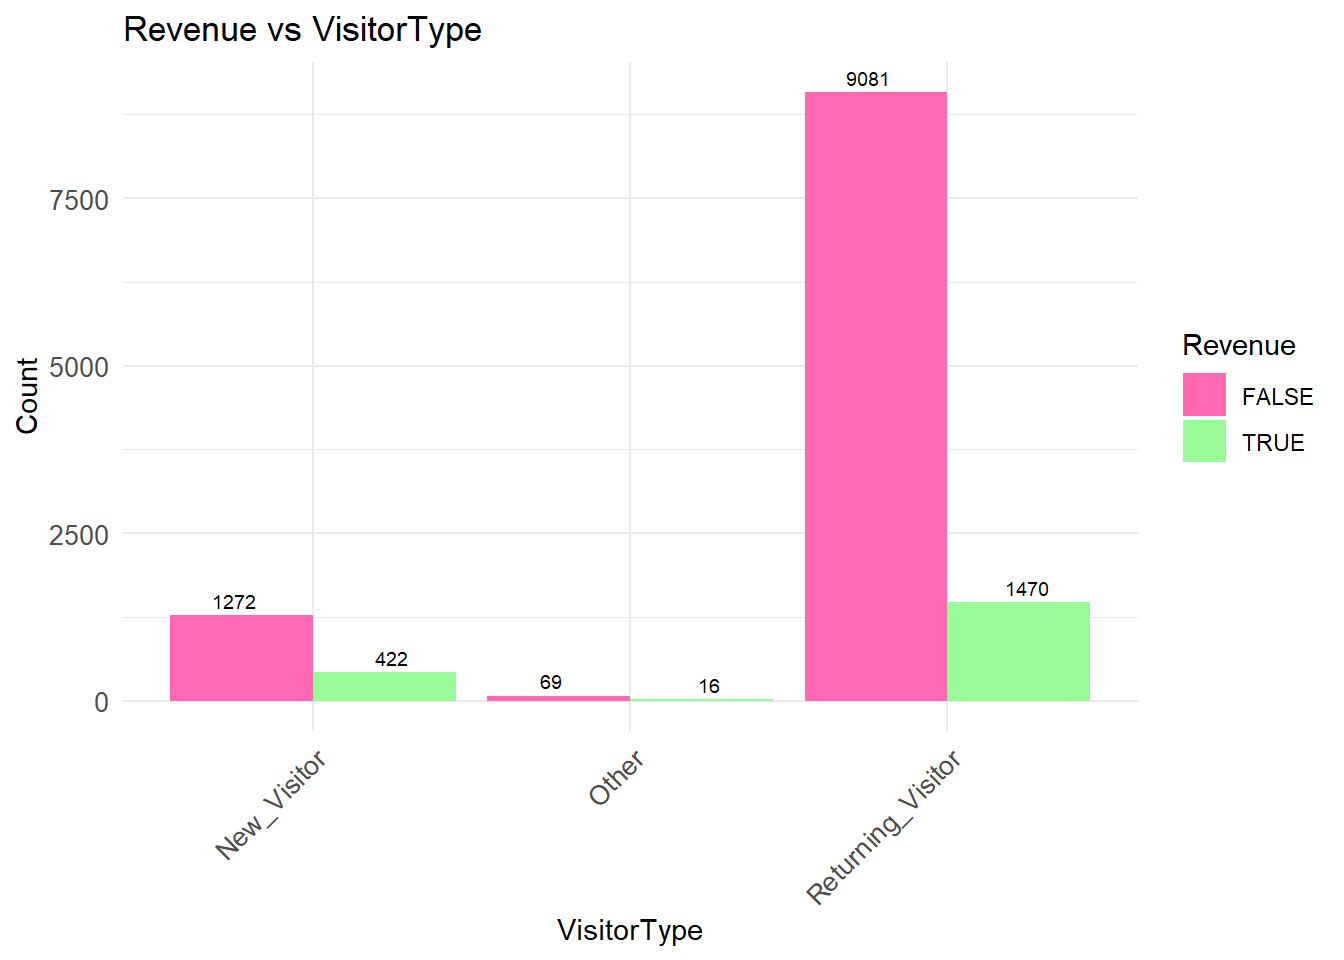 Revenue vs VisitorType
9081
7500
5000
2500
0
Count
1272
422
69
16
1470
New_Visitor
Other
Returning_Visitor
VisitorType
Revenue
FALSE
TRUE